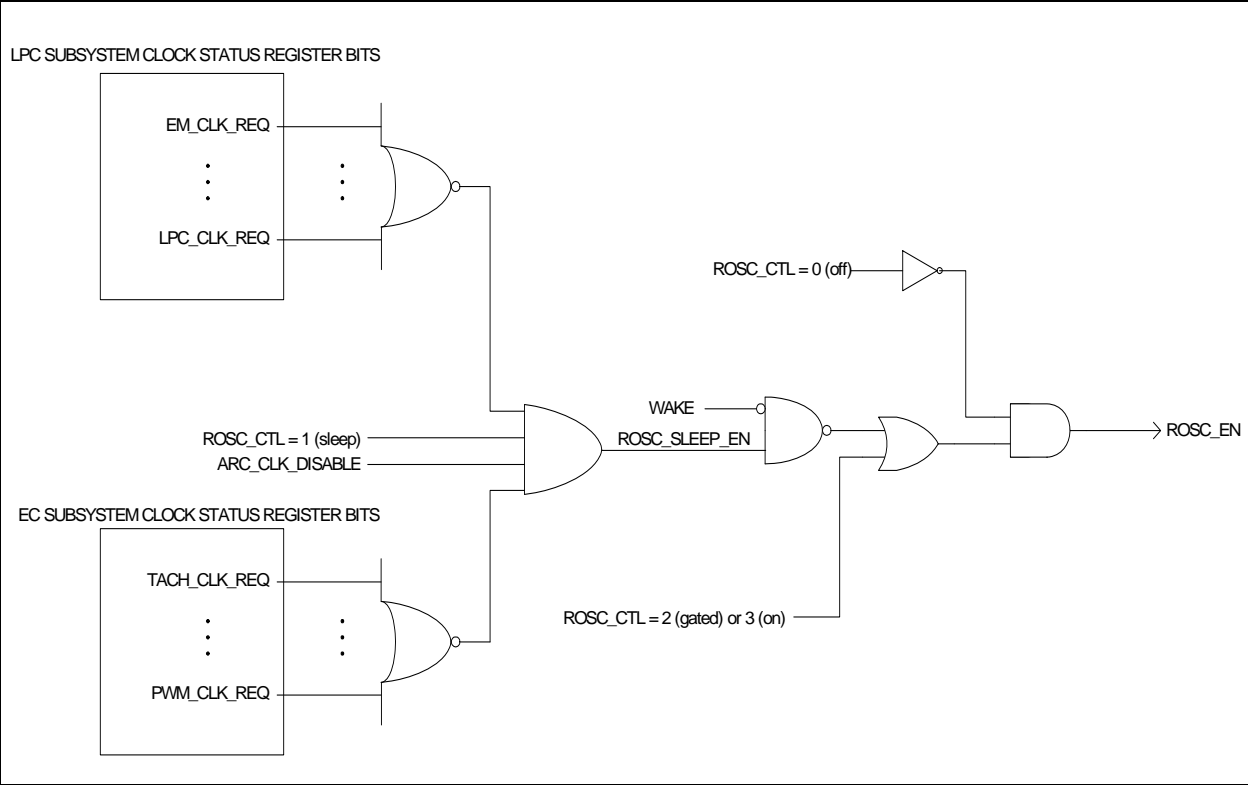 LPC SUBSYSTEM CLOCK STATUS REGISTER BITS
EM_CLK_REQ
LPC_CLK_REQ
ROSC_CTL = 0 (off)
WAKE
ROSC_CTL = 1 (sleep)
ROSC_SLEEP_EN
ROSC_EN
ARC_CLK_DISABLE
EC SUBSYSTEM CLOCK STATUS REGISTER BITS
TACH_CLK_REQ
ROSC_CTL = 2 (gated) or 3 (on)
PWM_CLK_REQ